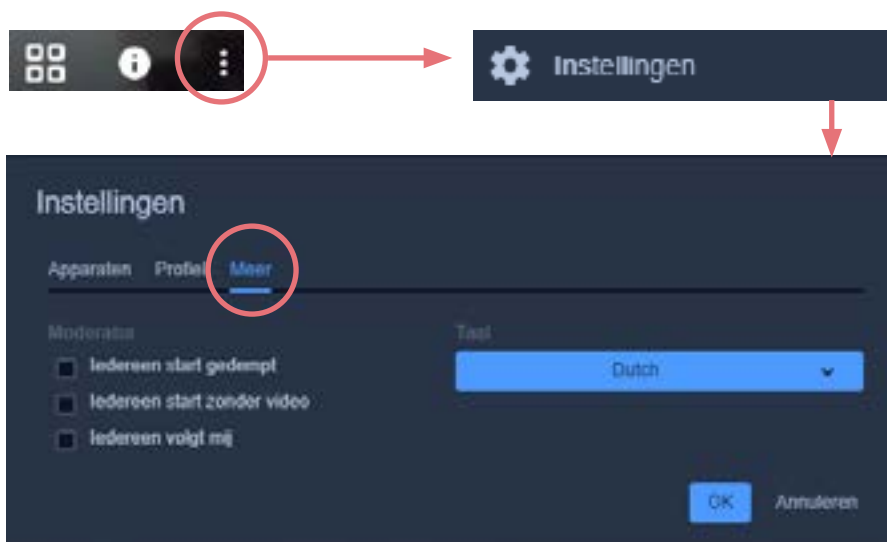 Instellingen
Instellingen
Apparaten Profiel Meer
Moderator Taal
Iedereen start gedempt Dutch
Iedereen start zonder video
Iedereen volgt mij
OK Annuleren